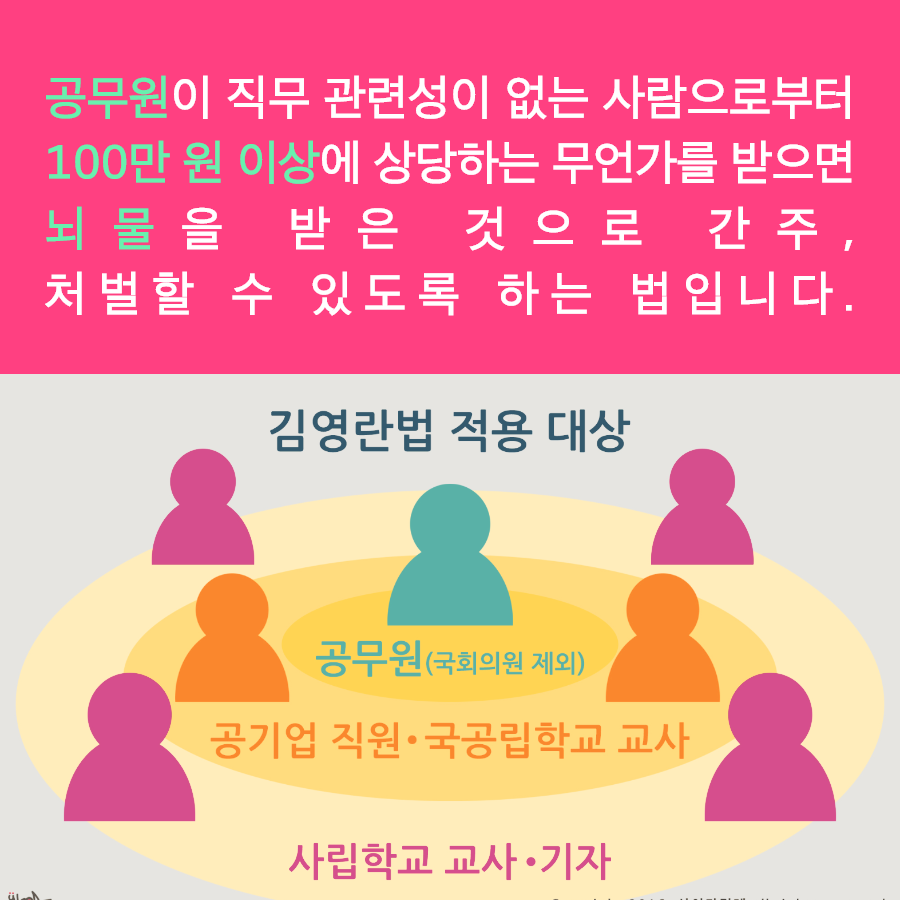 공무원이 직무 관련성이 없는 사람으로부터
100만 원 이상에 상당하는 무언가를 받으면
뇌물을 받은 것으로 간주,
처벌할 수 있도록 하는 법입니다.
김영란법 적용 대상
공무원(국회의원 제외)
공기업 직원·국공립학교 교사
사립학교 교사·기자